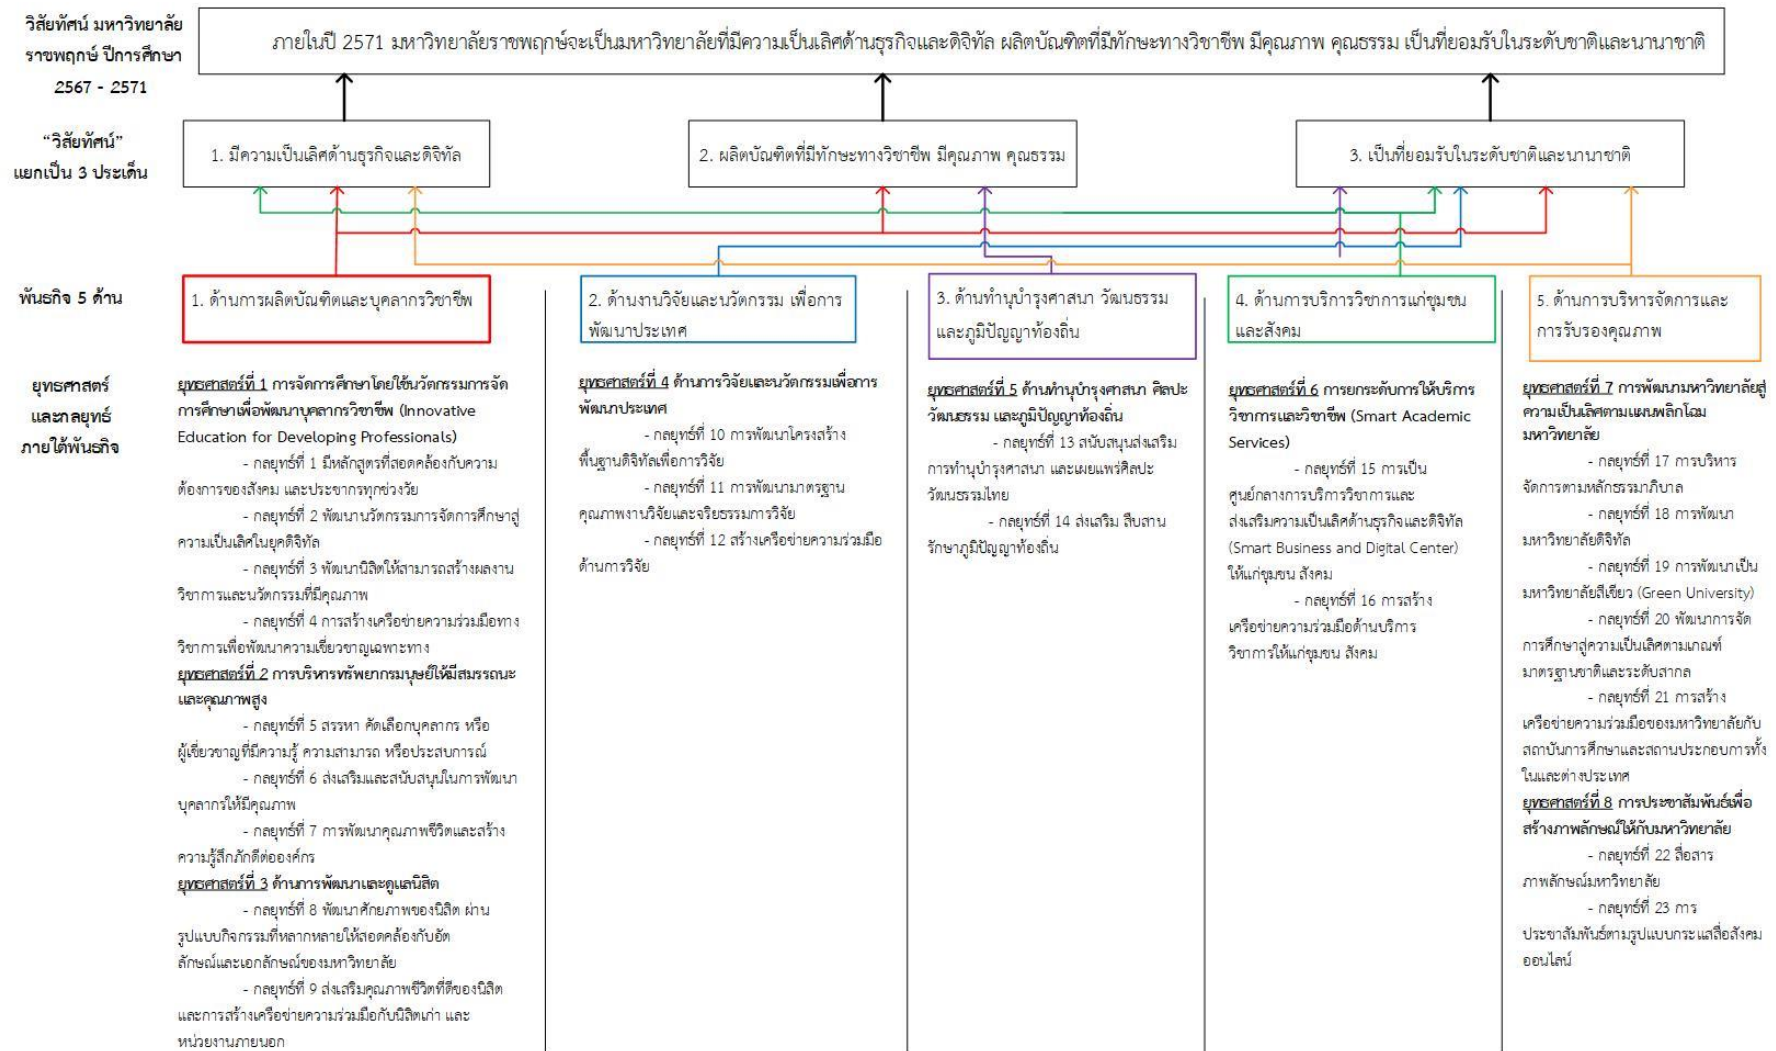 วิสัยทัศน์ มหาวิทยาลัย
ราชพฤกษ์ ปีการศึกษา
2567 - 2571
ภายในปี 2571 มหาวิทยาลัยราชพฤกษ์จะเป็นมหาวิทยาลัยที่มีความเป็นเลิศด้านธุรกิจและดิจิทัล ผลิตบัณฑิตที่มีทักษะทางวิชาชีพ มีคุณภาพ คุณธรรม เป็นที่ยอมรับในระดับชาติและนานาชาติ
“วิสัยทัศน์”
แยกเป็น 3 ประเด็น
1. มีความเป็นเลิศด้านธุรกิจและดิจิทัล
2. ผลิตบัณฑิตที่มีทักษะทางวิชาชีพ มีคุณภาพ คุณธรรม
3. เป็นที่ยอมรับในระดับชาติและนานาชาติ
พันธกิจ 5 ด้าน
1. ด้านการผลิตบัณฑิตและบุคลากรวิชาชีพ
2. ด้านงานวิจัยและนวัตกรรม เพื่อการ
พัฒนาประเทศ
3. ด้านทำนุบำรุงศาสนา วัฒนธรรม
และภูมิปัญญาท้องถิ่น
4. ด้านการบริการวิชาการแก่ชุมชน
และสังคม
5. ด้านการบริหารจัดการและ
การรับรองคุณภาพ
ยุทธศาสตร์
และกลยุทธ์
ภายใต้พันธกิจ
ยุทธศาสตร์ที่ 1 การจัดการศึกษาโดยใช้นวัตกรรมการจัด
การศึกษาเพื่อพัฒนาบุคลากรวิชาชีพ (Innovative
Education for Developing Professionals)
- กลยุทธ์ที่ 1 มีหลักสูตรที่สอดคล้องกับความ
ต้องการของสังคม และประชากรทุกช่วงวัย
- กลยุทธ์ที่ 2 พัฒนานวัตกรรมการจัดการศึกษาสู่
ความเป็นเลิศในยุคดิจิทัล
- กลยุทธ์ที่ 3 พัฒนานิสิตให้สามารถสร้างผลงาน
วิชาการและนวัตกรรมที่มีคุณภาพ
- กลยุทธ์ที่ 4 การสร้างเครือข่ายความร่วมมือทาง
วิชาการเพื่อพัฒนาความเชี่ยวชาญเฉพาะทาง
ยุทธศาสตร์ที่ 2 การบริหารทรัพยากรมนุษย์ให้มีสมรรถนะ
และคุณภาพสูง
- กลยุทธ์ที่ 5 สรรหา คัดเลือกบุคลากร หรือ
ผู้เชี่ยวชาญที่มีความรู้ ความสามารถ หรือประสบการณ์
- กลยุทธ์ที่ 6 ส่งเสริมและสนับสนุนในการพัฒนา
บุคลากรให้มีคุณภาพ
- กลยุทธ์ที่ 7 การพัฒนาคุณภาพชีวิตและสร้าง
ความรู้สึกภักดีต่อองค์กร
ยุทธศาสตร์ที่ 3 ด้านการพัฒนาและดูแลนิสิต
- กลยุทธ์ที่ 8 พัฒนาศักยภาพของนิสิต ผ่าน
รูปแบบกิจกรรมที่หลากหลายให้สอดคล้องกับอัต
ลักษณ์และเอกลักษณ์ของมหาวิทยาลัย
- กลยุทธ์ที่ 9 ส่งเสริมคุณภาพชีวิตที่ดีของนิสิต
และการสร้างเครือข่ายความร่วมมือกับนิสิตเก่า และ
หน่วยงานภายนอก
ยุทธศาสตร์ที่ 4 ด้านการวิจัยและนวัตกรรมเพื่อการ
พัฒนาประเทศ
- กลยุทธ์ที่ 10 การพัฒนาโครงสร้าง
พื้นฐานดิจิทัลเพื่อการวิจัย
- กลยุทธ์ที่ 11 การพัฒนามาตรฐาน
คุณภาพงานวิจัยและจริยธรรมการวิจัย
- กลยุทธ์ที่ 12 สร้างเครือข่ายความร่วมมือ
ด้านการวิจัย
ยุทธศาสตร์ที่ 5 ด้านทำนุบำรุงศาสนา ศิลปะ
วัฒนธรรม และภูมิปัญญาท้องถิ่น
- กลยุทธ์ที่ 13 สนับสนุนส่งเสริม
การทำนุบำรุงศาสนา และเผยแพร่ศิลปะ
วัฒนธรรมไทย
- กลยุทธ์ที่ 14 ส่งเสริม สืบสาน
รักษาภูมิปัญญาท้องถิ่น
ยุทธศาสตร์ที่ 6 การยกระดับการให้บริการ
วิชาการและวิชาชีพ (Smart Academic
Services)
- กลยุทธ์ที่ 15 การเป็น
ศูนย์กลางการบริการวิชาการและ
ส่งเสริมความเป็นเลิศด้านธุรกิจและดิจิทัล
(Smart Business and Digital Center)
ให้แก่ชุมชน สังคม
- กลยุทธ์ที่ 16 การสร้าง
เครือข่ายความร่วมมือด้านบริการ
วิชาการให้แก่ชุมชน สังคม
ยุทธศาสตร์ที่ 7 การพัฒนามหาวิทยาลัยสู่
ความเป็นเลิศตามแผนพลิกโฉม
มหาวิทยาลัย
- กลยุทธ์ที่ 17 การบริหาร
จัดการตามหลักธรรมาภิบาล
- กลยุทธ์ที่ 18 การพัฒนา
มหาวิทยาลัยดิจิทัล
- กลยุทธ์ที่ 19 การพัฒนาเป็น
มหาวิทยาลัยสีเขียว (Green University)
- กลยุทธ์ที่ 20 พัฒนาการจัด
การศึกษาสู่ความเป็นเลิศตามเกณฑ์
มาตรฐานชาติและระดับสากล
- กลยุทธ์ที่ 21 การสร้าง
เครือข่ายความร่วมมือของมหาวิทยาลัยกับ
สถาบันการศึกษาและสถานประกอบการทั้ง
ในและต่างประเทศ
ยุทธศาสตร์ที่ 8 การประชาสัมพันธ์เพื่อ
สร้างภาพลักษณ์ให้กับมหาวิทยาลัย
- กลยุทธ์ที่ 22 สื่อสาร
ภาพลักษณ์มหาวิทยาลัย
- กลยุทธ์ที่ 23 การ
ประชาสัมพันธ์ตามรูปแบบกระแสสื่อสังคม
ออนไลน์